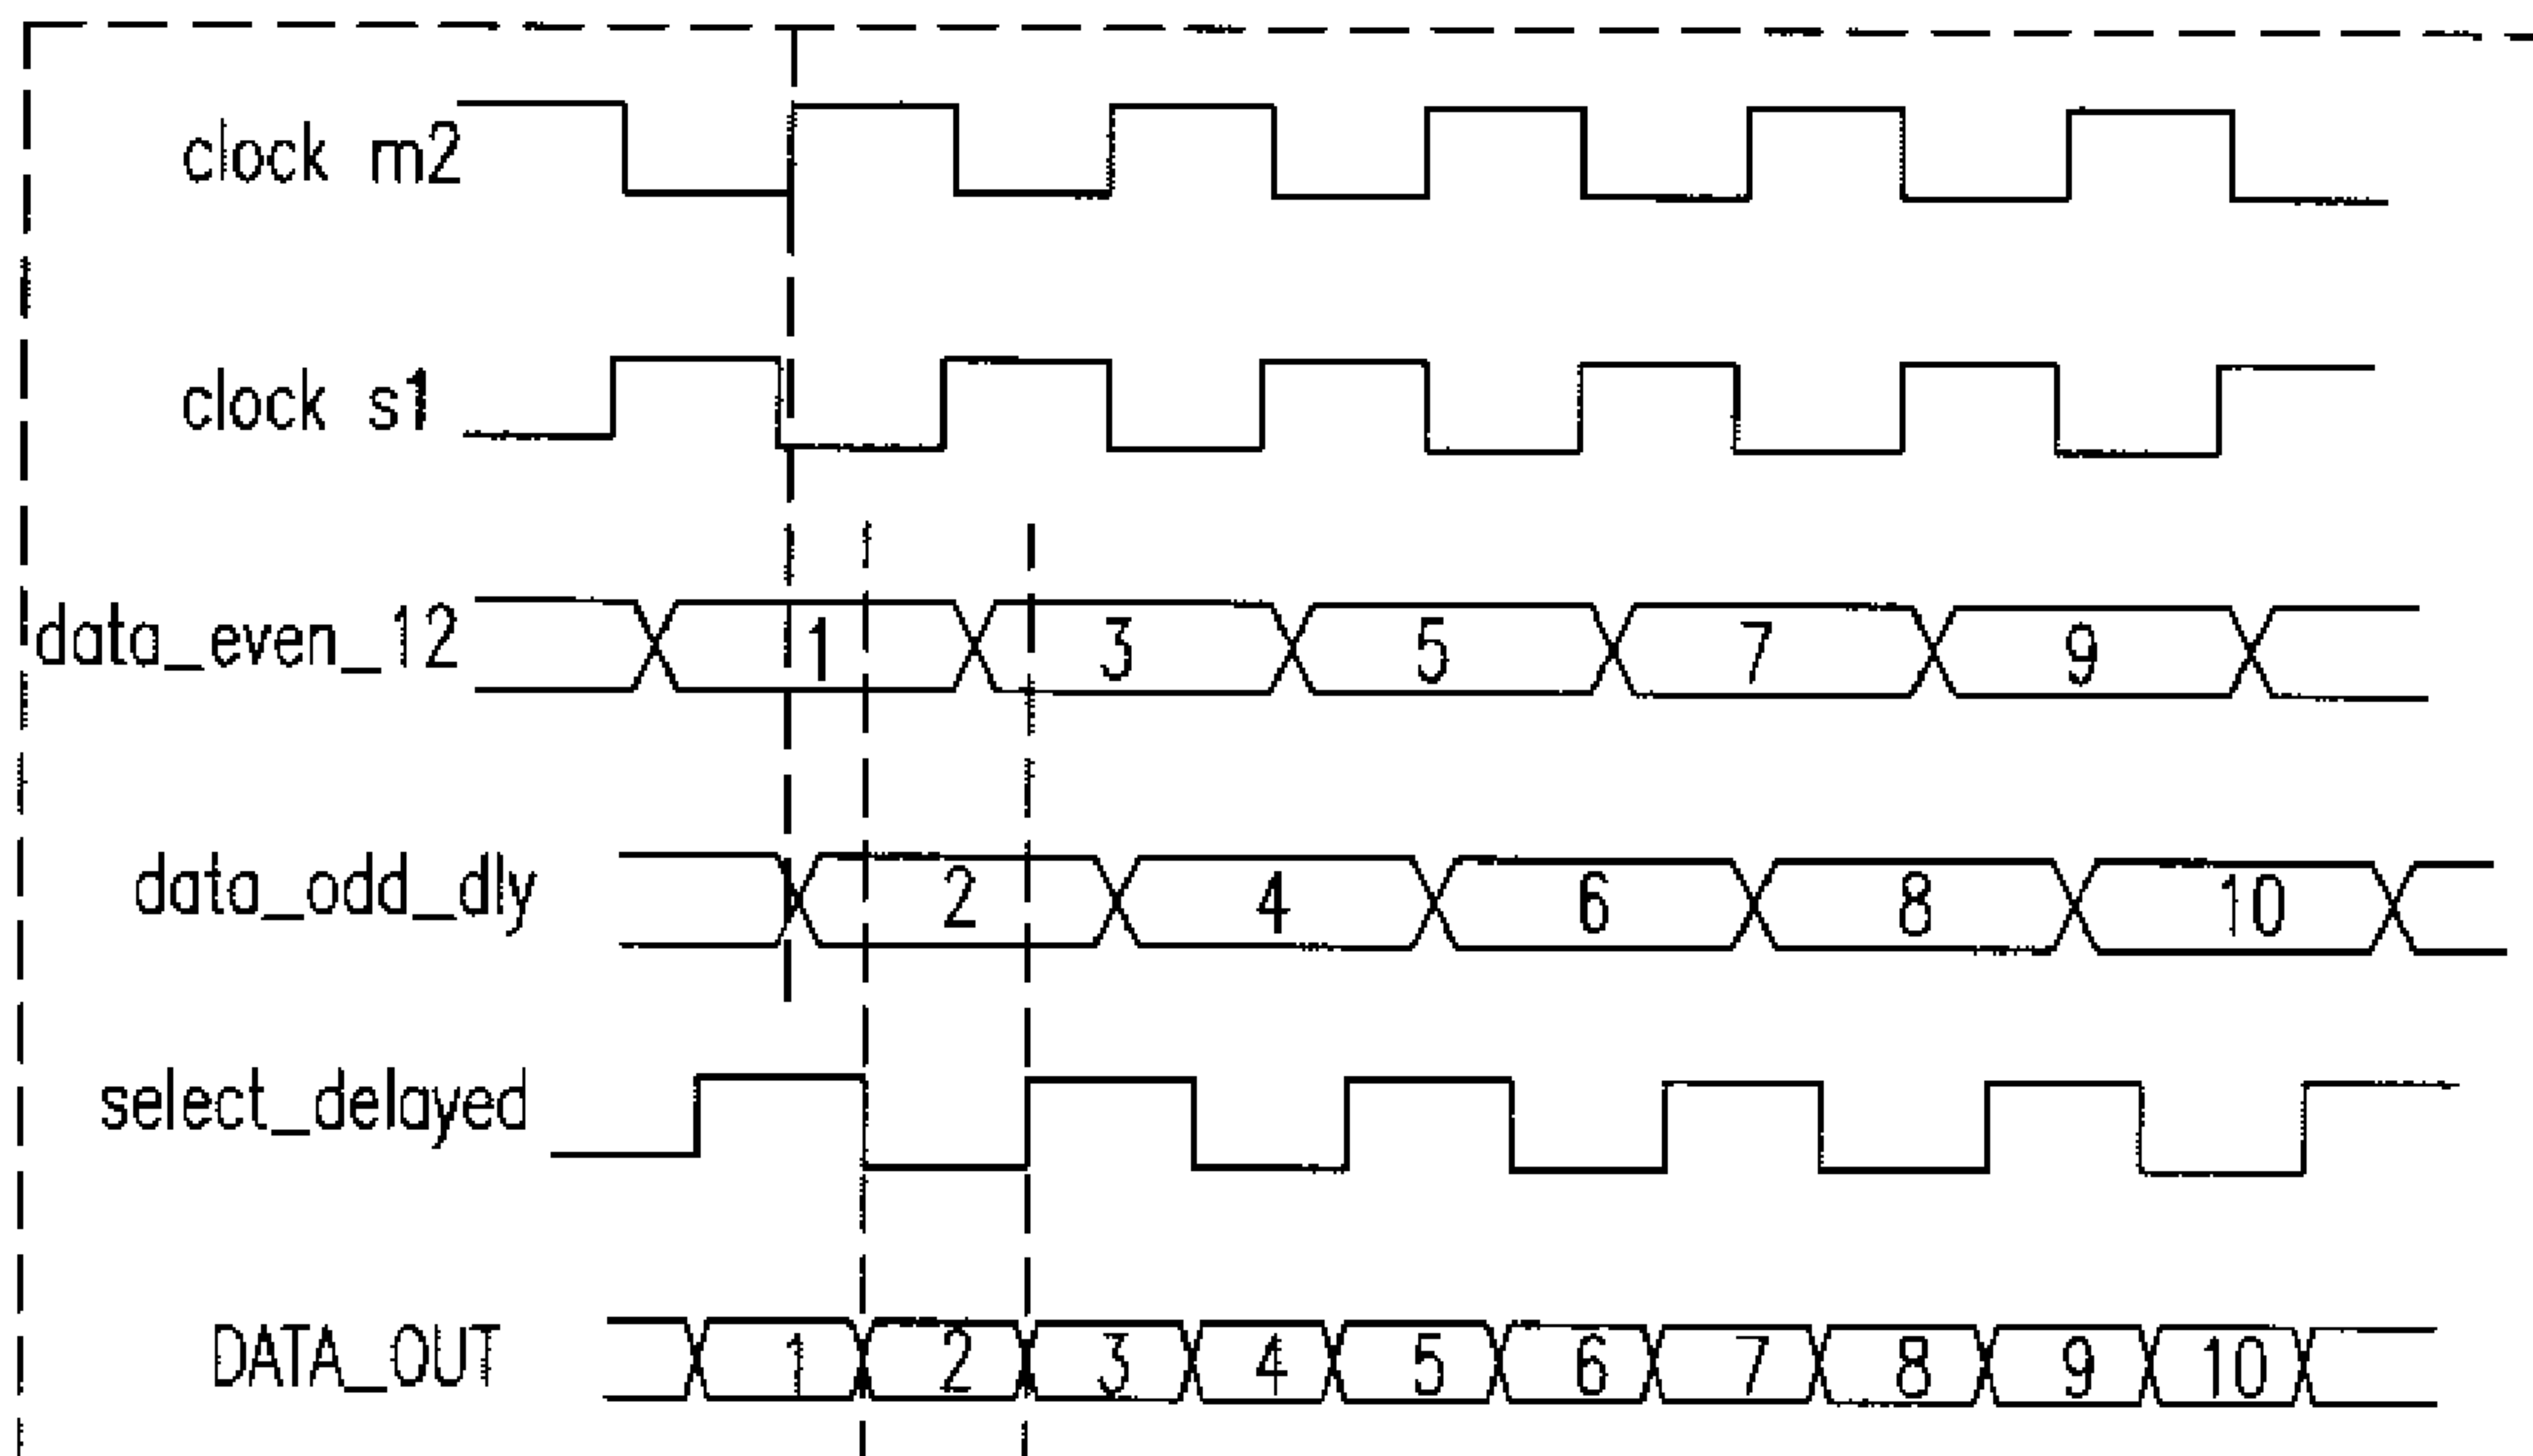 clock m2
clock s1
data_even_12 1 3 5 7 9
data_odd_dly 2 4 6 8 10
select_delayed
DATA_OUT 1 2 3 4 5 6 7 8 9 10